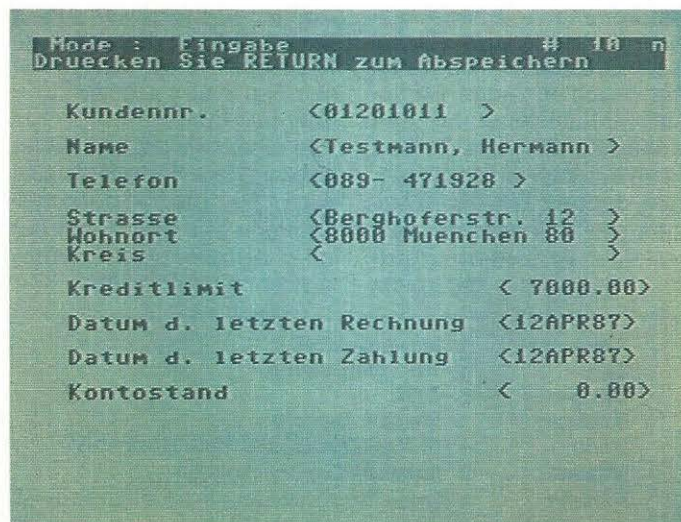 Mode : Eingabe # 10 n
Druecken Sie RETURN zum Abspeichern
Kundennr. <01201011 >
Name <Testmann, Hermann >
Telefon <089- 471928 >
Strasse <Berghoferstr. 12 >
Wohnort <8000 Muenchen 80 >
Kreis < >
Kreditlimit < 7000.00>
Datum d. letzten Rechnung <12APR87>
Datum d. letzten Zahlung <12APR87>
Kontostand < 0.00>